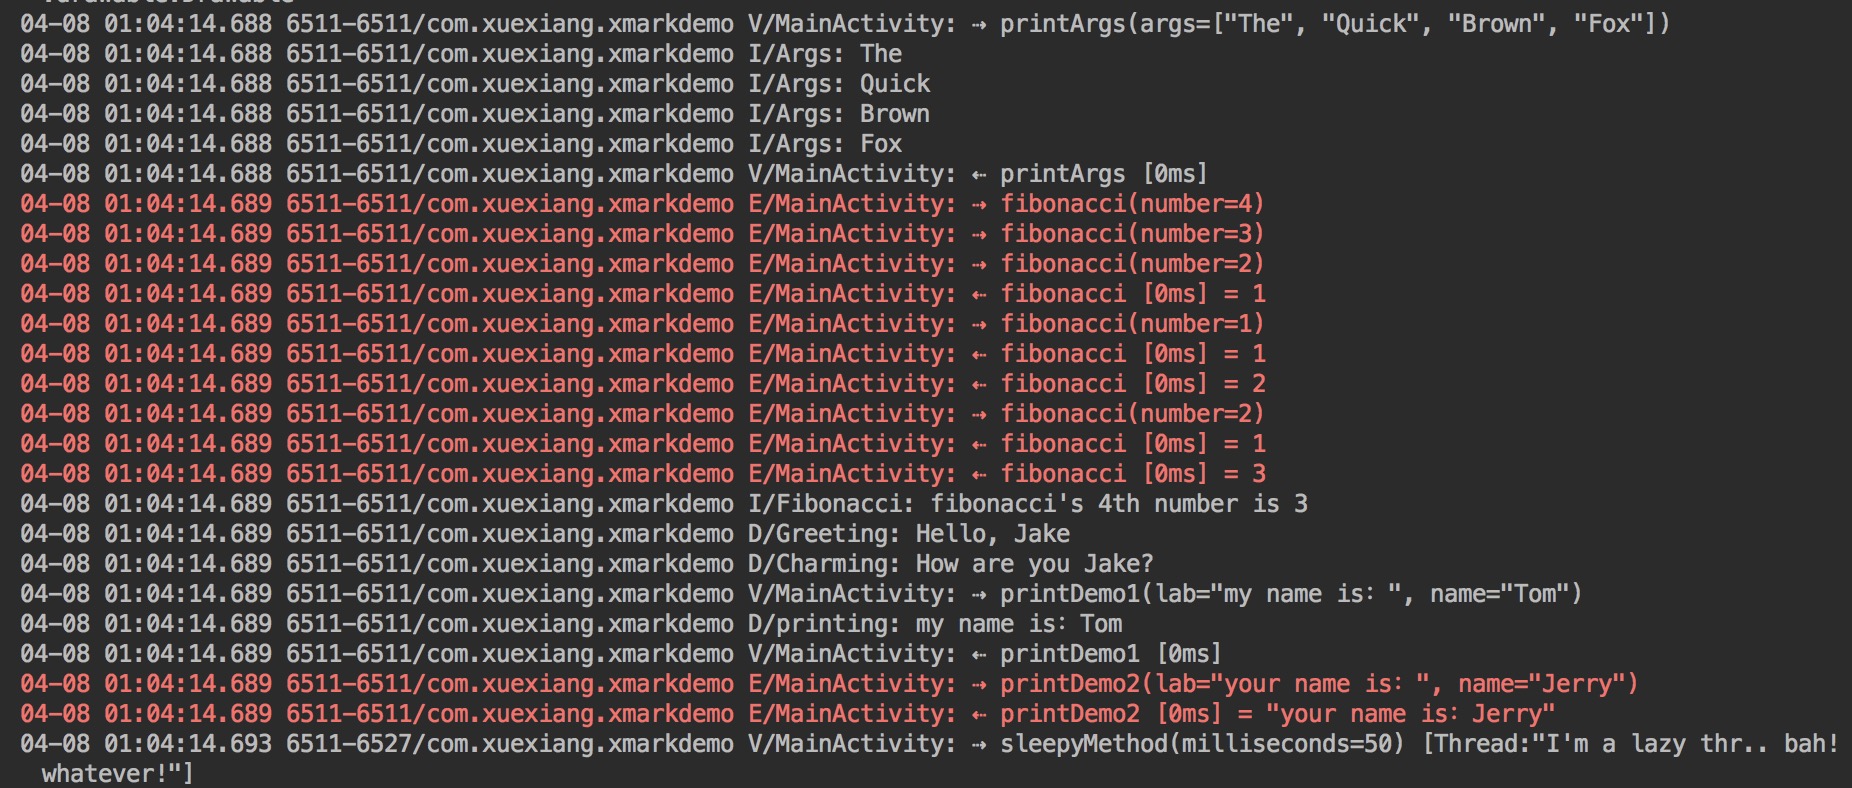 04-08 01:04:14.688 6511-6511/com.xuexiang.xmarkdemo V/MainActivity: ⇢ printArgs(args=["The", "Quick", "Brown", "Fox"])
04-08 01:04:14.688 6511-6511/com.xuexiang.xmarkdemo I/Args: The
04-08 01:04:14.688 6511-6511/com.xuexiang.xmarkdemo I/Args: Quick
04-08 01:04:14.688 6511-6511/com.xuexiang.xmarkdemo I/Args: Brown
04-08 01:04:14.688 6511-6511/com.xuexiang.xmarkdemo I/Args: Fox
04-08 01:04:14.688 6511-6511/com.xuexiang.xmarkdemo V/MainActivity: ⇠ printArgs [0ms]
04-08 01:04:14.689 6511-6511/com.xuexiang.xmarkdemo E/MainActivity: ⇢ fibonacci(number=4)
04-08 01:04:14.689 6511-6511/com.xuexiang.xmarkdemo E/MainActivity: ⇢ fibonacci(number=3)
04-08 01:04:14.689 6511-6511/com.xuexiang.xmarkdemo E/MainActivity: ⇢ fibonacci(number=2)
04-08 01:04:14.689 6511-6511/com.xuexiang.xmarkdemo E/MainActivity: ⇠ fibonacci [0ms] = 1
04-08 01:04:14.689 6511-6511/com.xuexiang.xmarkdemo E/MainActivity: ⇢ fibonacci(number=1)
04-08 01:04:14.689 6511-6511/com.xuexiang.xmarkdemo E/MainActivity: ⇠ fibonacci [0ms] = 1
04-08 01:04:14.689 6511-6511/com.xuexiang.xmarkdemo E/MainActivity: ⇠ fibonacci [0ms] = 2
04-08 01:04:14.689 6511-6511/com.xuexiang.xmarkdemo E/MainActivity: ⇢ fibonacci(number=2)
04-08 01:04:14.689 6511-6511/com.xuexiang.xmarkdemo E/MainActivity: ⇠ fibonacci [0ms] = 1
04-08 01:04:14.689 6511-6511/com.xuexiang.xmarkdemo E/MainActivity: ⇠ fibonacci [0ms] = 3
04-08 01:04:14.689 6511-6511/com.xuexiang.xmarkdemo I/Fibonacci: fibonacci's 4th number is 3
04-08 01:04:14.689 6511-6511/com.xuexiang.xmarkdemo D/Greeting: Hello, Jake
04-08 01:04:14.689 6511-6511/com.xuexiang.xmarkdemo D/Charming: How are you Jake?
04-08 01:04:14.689 6511-6511/com.xuexiang.xmarkdemo V/MainActivity: ⇢ printDemo1(lab="my name is：", name="Tom")
04-08 01:04:14.689 6511-6511/com.xuexiang.xmarkdemo D/printing: my name is：Tom
04-08 01:04:14.689 6511-6511/com.xuexiang.xmarkdemo V/MainActivity: ⇠ printDemo1 [0ms]
04-08 01:04:14.689 6511-6511/com.xuexiang.xmarkdemo E/MainActivity: ⇢ printDemo2(lab="your name is：", name="Jerry")
04-08 01:04:14.689 6511-6511/com.xuexiang.xmarkdemo E/MainActivity: ⇠ printDemo2 [0ms] = "your name is：Jerry"
04-08 01:04:14.693 6511-6527/com.xuexiang.xmarkdemo V/MainActivity: ⇢ sleepyMethod(milliseconds=50) [Thread:"I'm a lazy thr.. bah!
whatever!"]